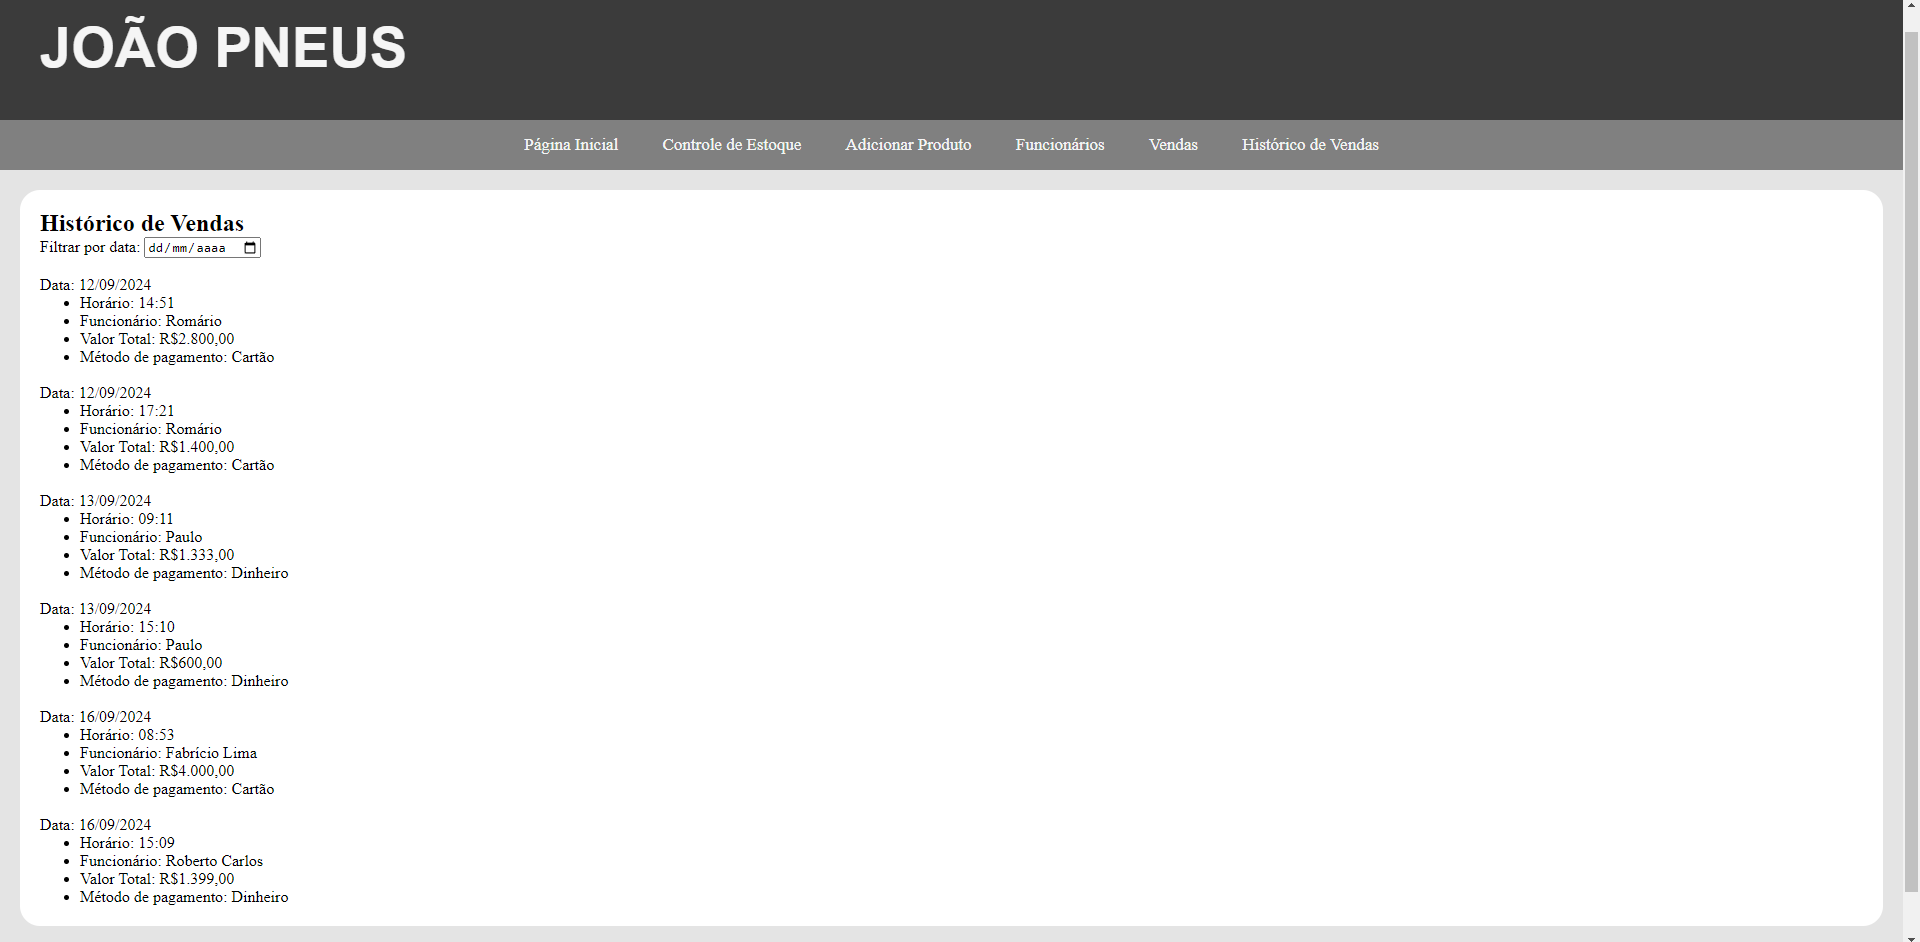 JOÃO PNEUS
Página Inicial Controle de Estoque Adicionar Produto Funcionários Vendas Histórico de Vendas
Histórico de Vendas
Filtrar por data: dd/mm/aaaa
Data: 12/09/2024
Horário: 14:51
Funcionário: Romário
Valor Total: R$2.800,00
Método de pagamento: Cartão
Data: 12/09/2024
Horário: 17:21
Funcionário: Romário
Valor Total: R$1.400,00
Método de pagamento: Cartão
Data: 13/09/2024
Horário: 09:11
Funcionário: Paulo
Valor Total: R$1.333,00
Método de pagamento: Dinheiro
Data: 13/09/2024
Horário: 15:10
Funcionário: Paulo
Valor Total: R$600,00
Método de pagamento: Dinheiro
Data: 16/09/2024
Horário: 08:53
Funcionário: Fabrício Lima
Valor Total: R$4.000,00
Método de pagamento: Cartão
Data: 16/09/2024
Horário: 15:09
Funcionário: Roberto Carlos
Valor Total: R$1.399,00
Método de pagamento: Dinheiro